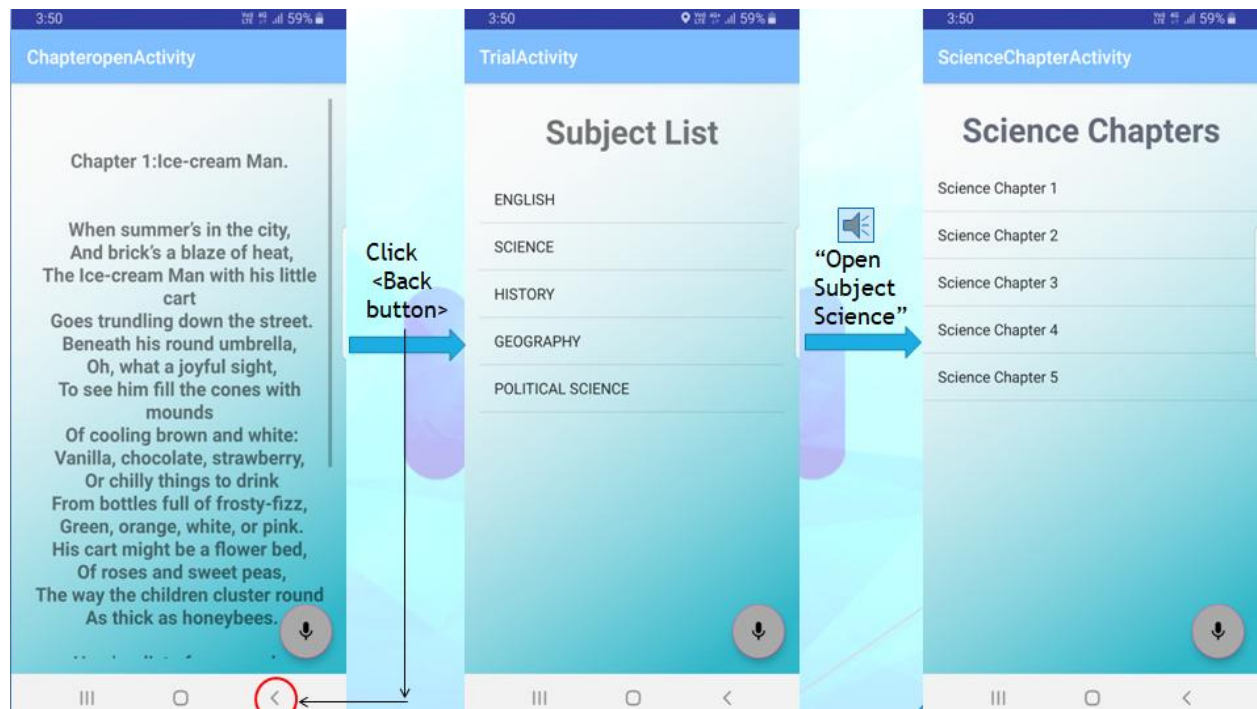 3:50
59%
ChapteropenActivity
Chapter 1:Ice-cream Man.
When summer's in the city,
And brick's a blaze of heat,
The Ice-cream Man with his little
cart
Goes trundling down the street.
Beneath his round umbrella,
Oh, what a joyful sight,
To see him fill the cones with
mounds
Of cooling brown and white:
Vanilla, chocolate, strawberry,
Or chilly things to drink
From bottles full of frosty-fizz,
Green, orange, white, or pink.
His cart might be a flower bed,
Of roses and sweet peas,
The way the children cluster round
As thick as honeybees.
Click
<Back
button>
3:50
59%
TrialActivity
Subject List
ENGLISH
SCIENCE
HISTORY
GEOGRAPHY
POLITICAL SCIENCE
“Open
Subject
Science”
3:50
59%
ScienceChapterActivity
Science Chapters
Science Chapter 1
Science Chapter 2
Science Chapter 3
Science Chapter 4
Science Chapter 5